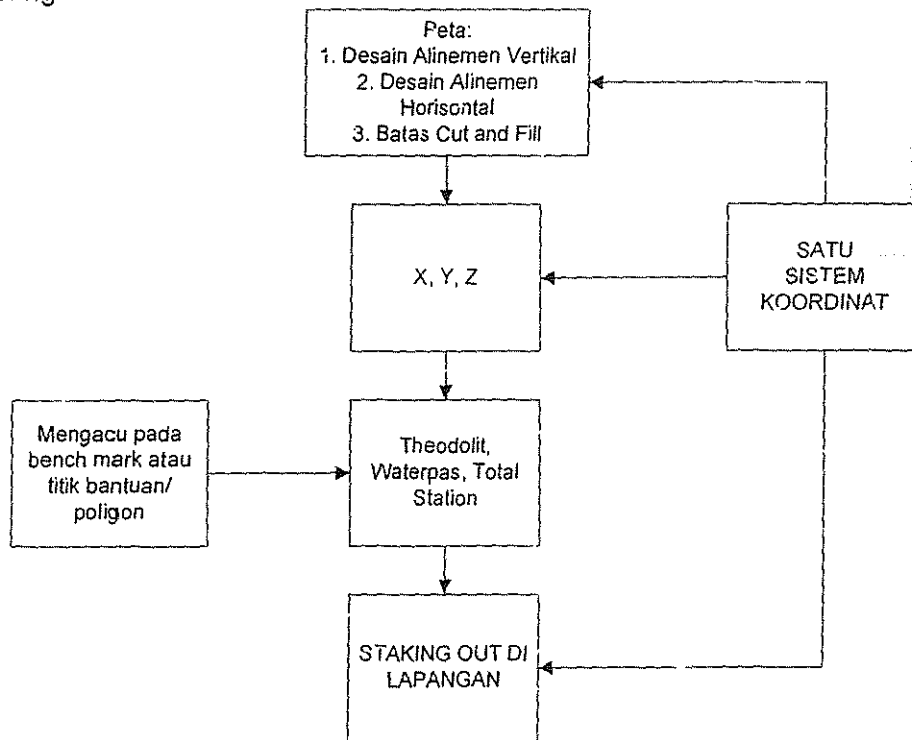 Peta:
1. Desain Alinemen Vertikal
2. Desain Alinemen
Horisontal
3. Batas Cut and Fill
X, Y, Z
SATU
SISTEM
KOORDINAT
Mengacu pada
bench mark atau
titik bantuan/
poligon
Theodolit,
Waterpas, Total
Station
STAKING OUT DI
LAPANGAN